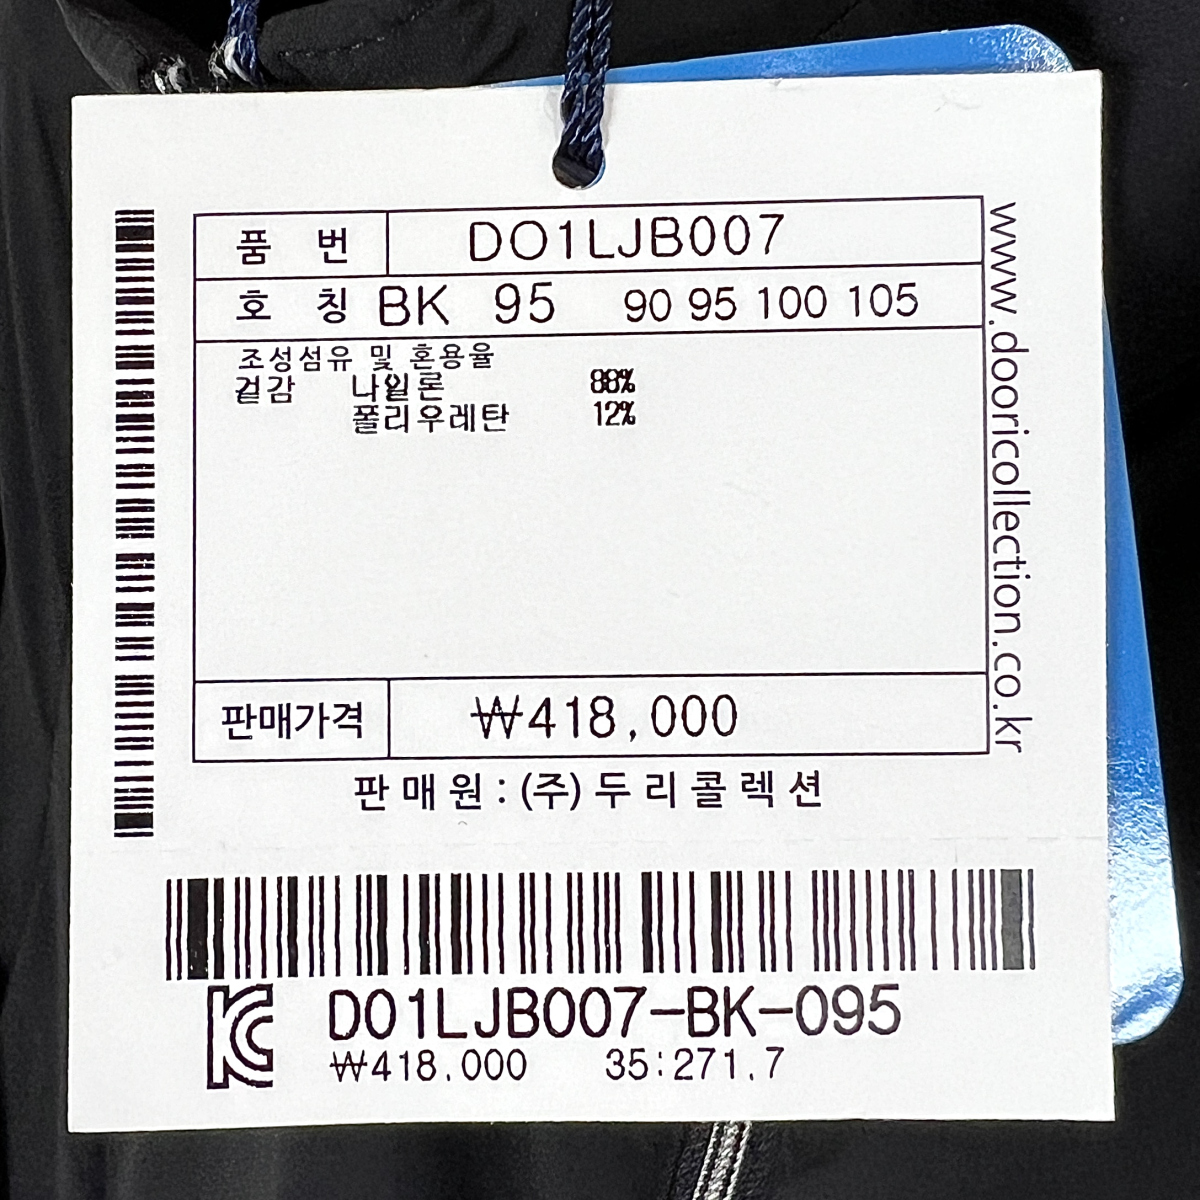 품 번 DO1LJB007
호 칭 BK 95 90 95 100 105
조성섬유 및 혼용율
겉감 나일론 88%
폴리우레탄 12%
판매가격 ₩418,000
판매원:(주)두리콜렉션
www.dooricollection.co.kr
KC DO1LJB007-BK-095
₩418,000 35:271.7